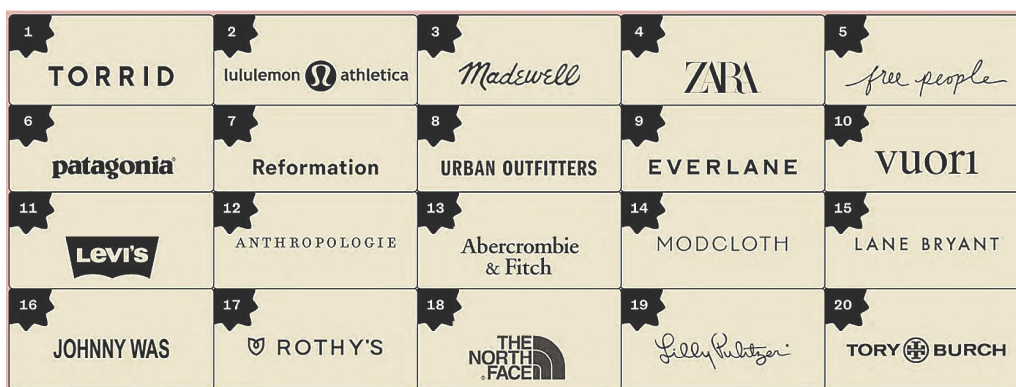 1
TORRID
2
lululemon athletica
3
Madewell
4
ZARA
5
free people
6
patagonia®
7
Reformation
8
URBAN OUTFITTERS
9
EVERLANE
10
vuori
11
LEVI'S
12
ANTHROPOLOGIE
13
Abercrombie
& Fitch
14
MODCLOTH
15
LANE BRYANT
16
JOHNNY WAS
17
ROTHY'S
18
THE
NORTH
FACE
19
Lilly Pulitzer
20
TORY BURCH